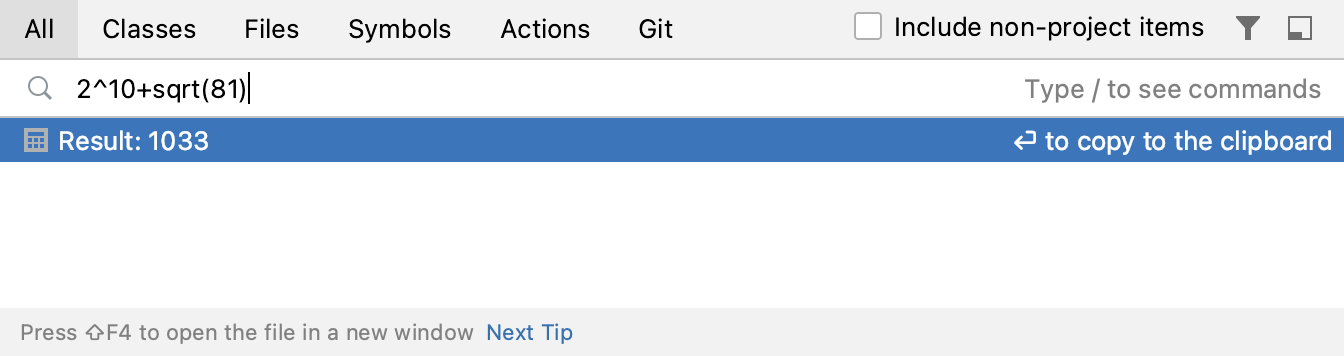 All Classes Files Symbols Actions Git Include non-project items
2^10+sqrt(81) Type / to see commands
Result: 1033 ↵ to copy to the clipboard
Press ⇧F4 to open the file in a new window Next Tip